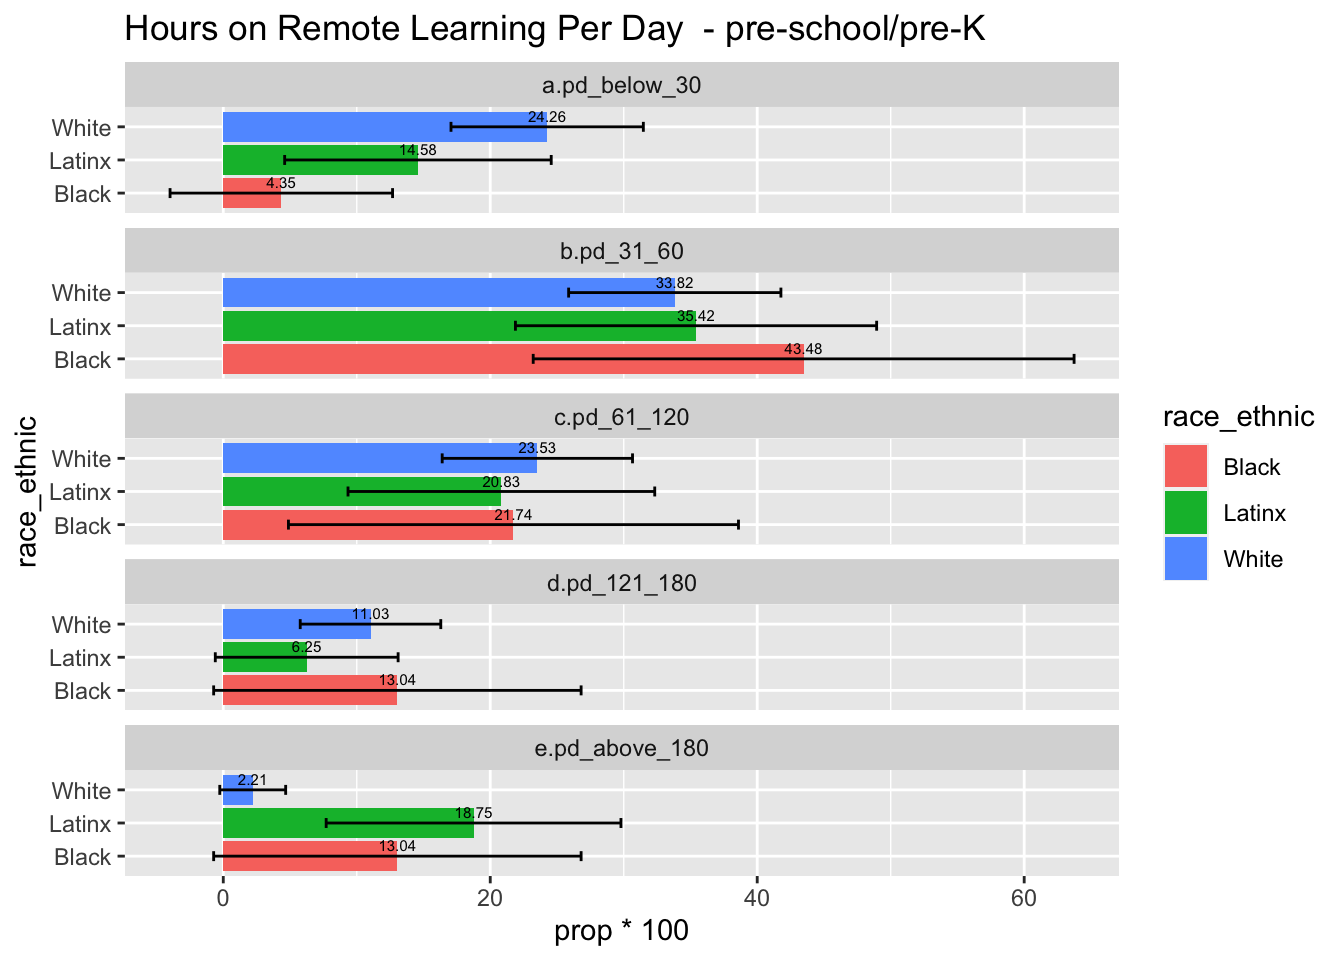 Hours on Remote Learning Per Day  - pre-school/pre-K
a.pd_below_30
White
24.26
Latinx
14.58
Black
4.35
b.pd_31_60
White
33.82
Latinx
35.42
Black
43.48
c.pd_61_120
White
23.53
Latinx
20.83
Black
21.74
d.pd_121_180
White
11.03
Latinx
6.25
Black
13.04
e.pd_above_180
White
2.21
Latinx
18.75
Black
13.04
0 20 40 60
prop * 100
race_ethnic
race_ethnic
Black
Latinx
White